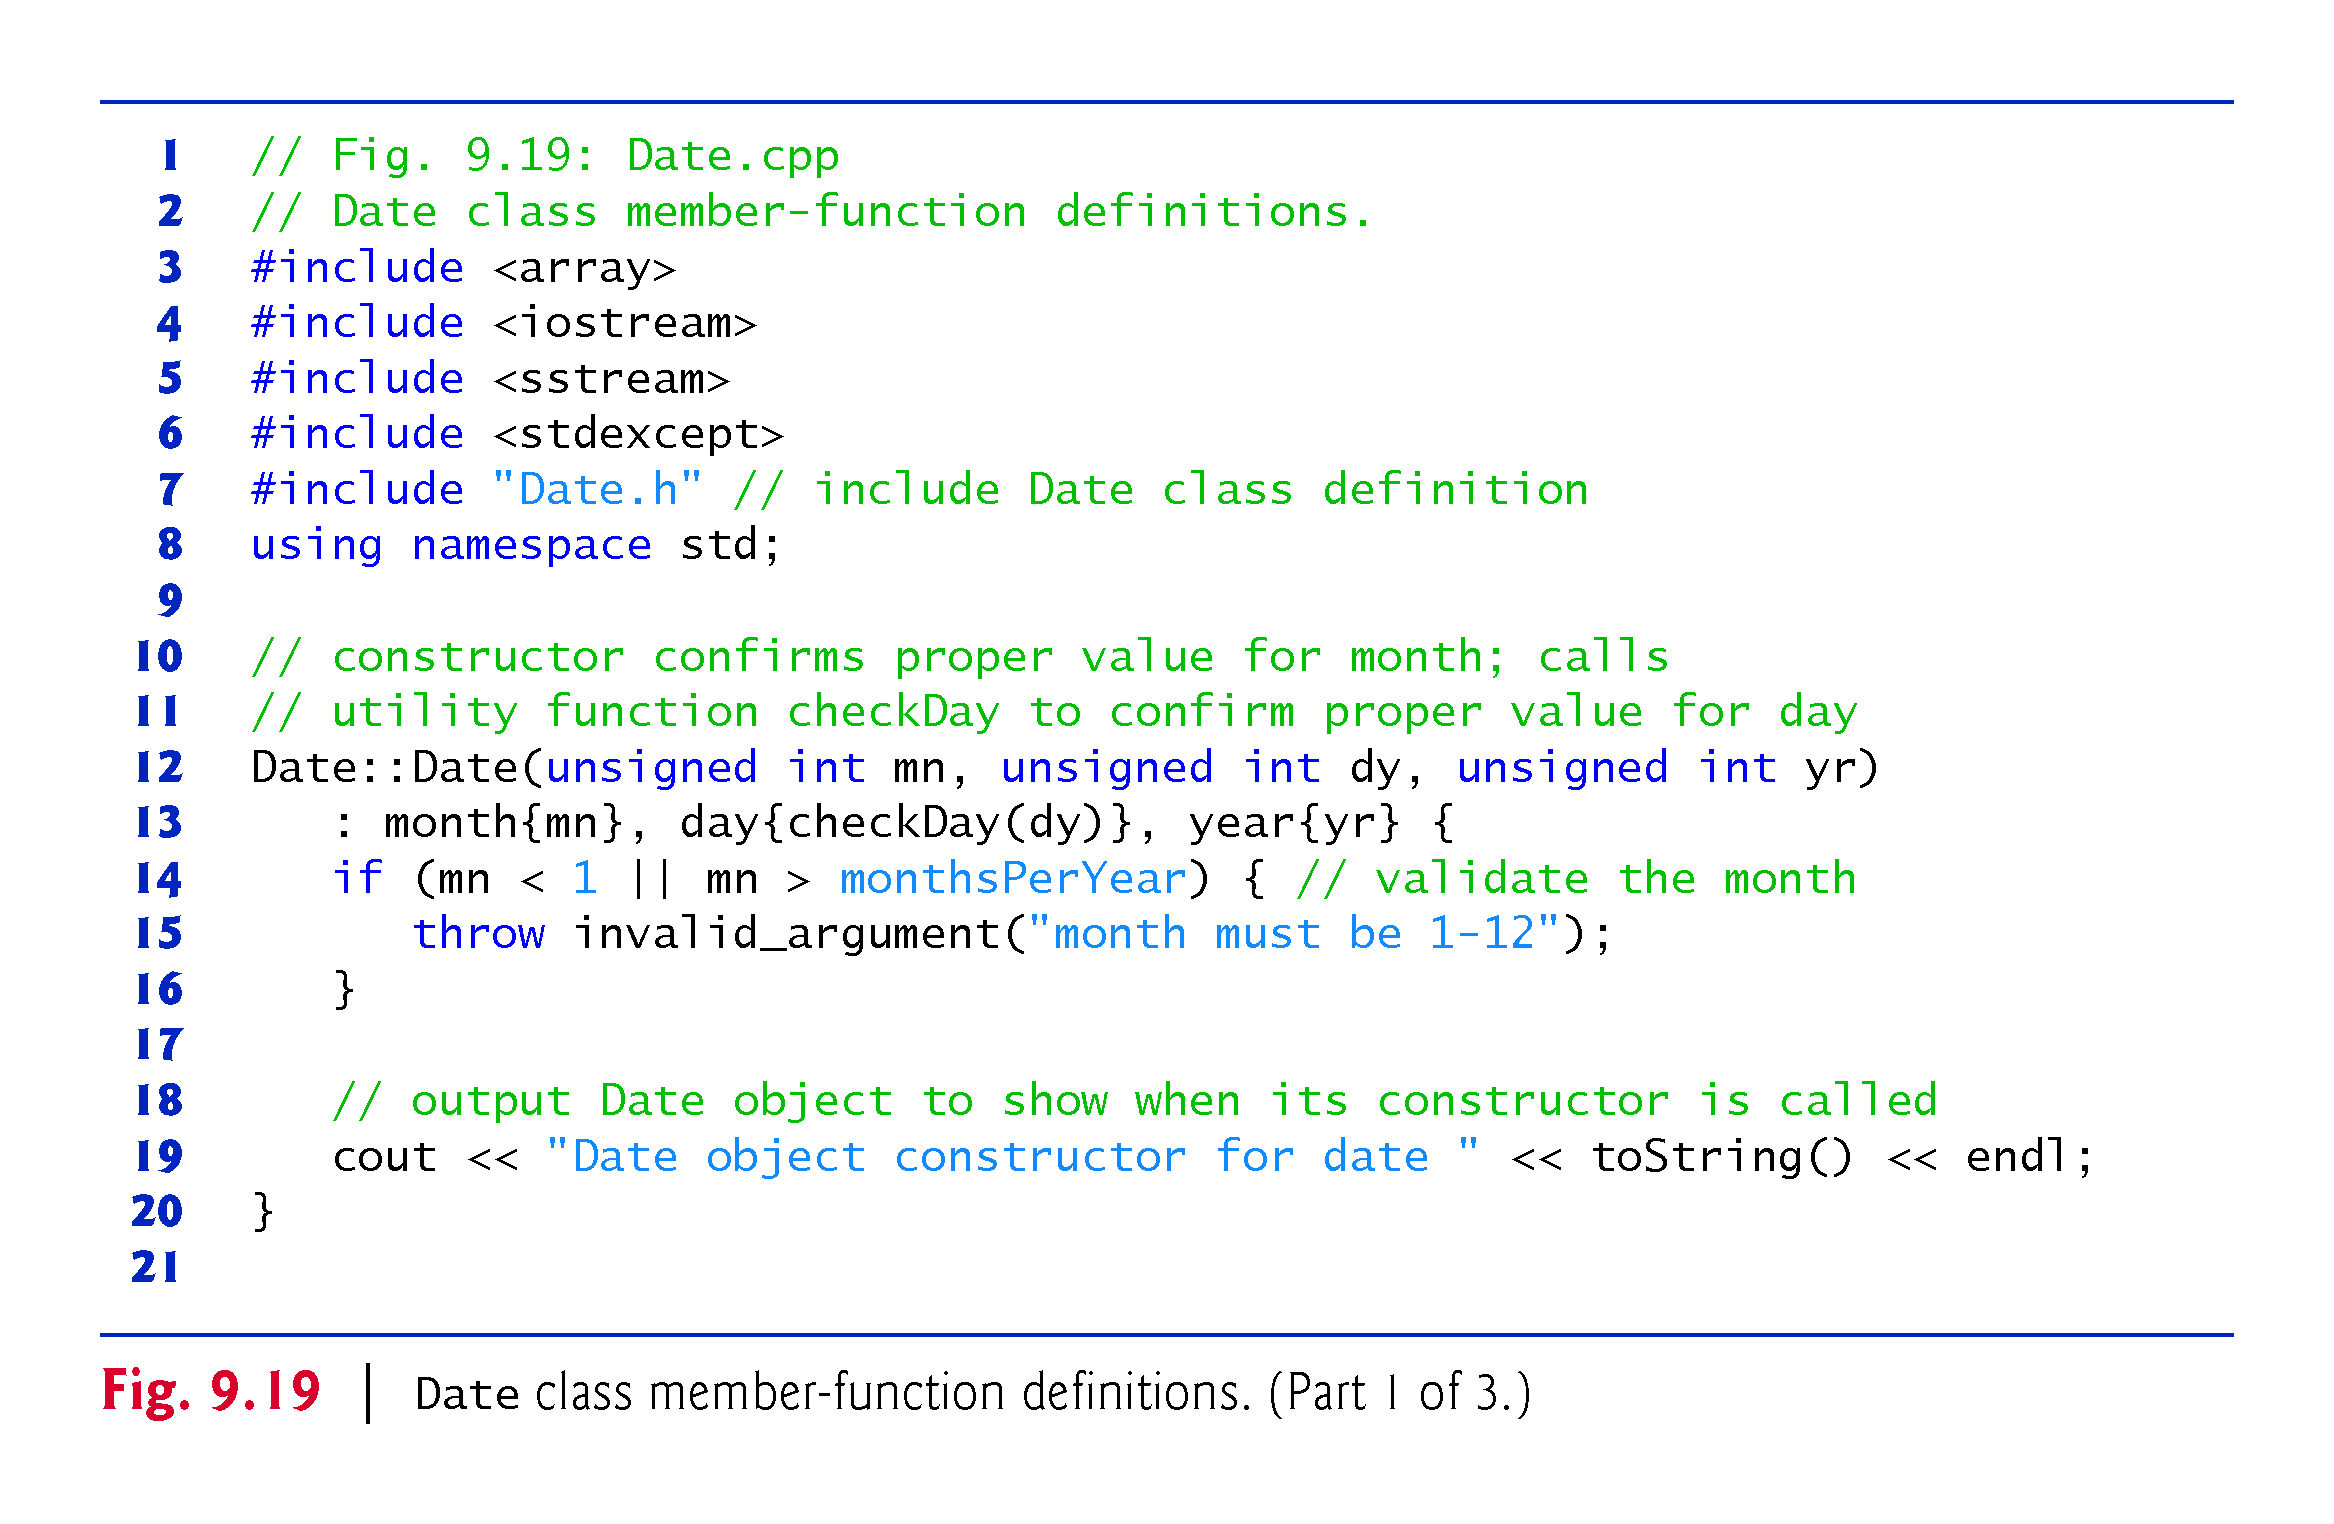 1 // Fig. 9.19: Date.cpp
2 // Date class member-function definitions.
3 #include <array>
4 #include <iostream>
5 #include <sstream>
6 #include <stdexcept>
7 #include "Date.h" // include Date class definition
8 using namespace std;
9
10 // constructor confirms proper value for month; calls
11 // utility function checkDay to confirm proper value for day
12 Date::Date(unsigned int mn, unsigned int dy, unsigned int yr)
13    : month{mn}, day{checkDay(dy)}, year{yr} {
14    if (mn < 1 || mn > monthsPerYear) { // validate the month
15       throw invalid_argument("month must be 1-12");
16    }
17
18    // output Date object to show when its constructor is called
19    cout << "Date object constructor for date " << toString() << endl;
20 }
21
Fig. 9.19 | Date class member-function definitions. (Part 1 of 3.)